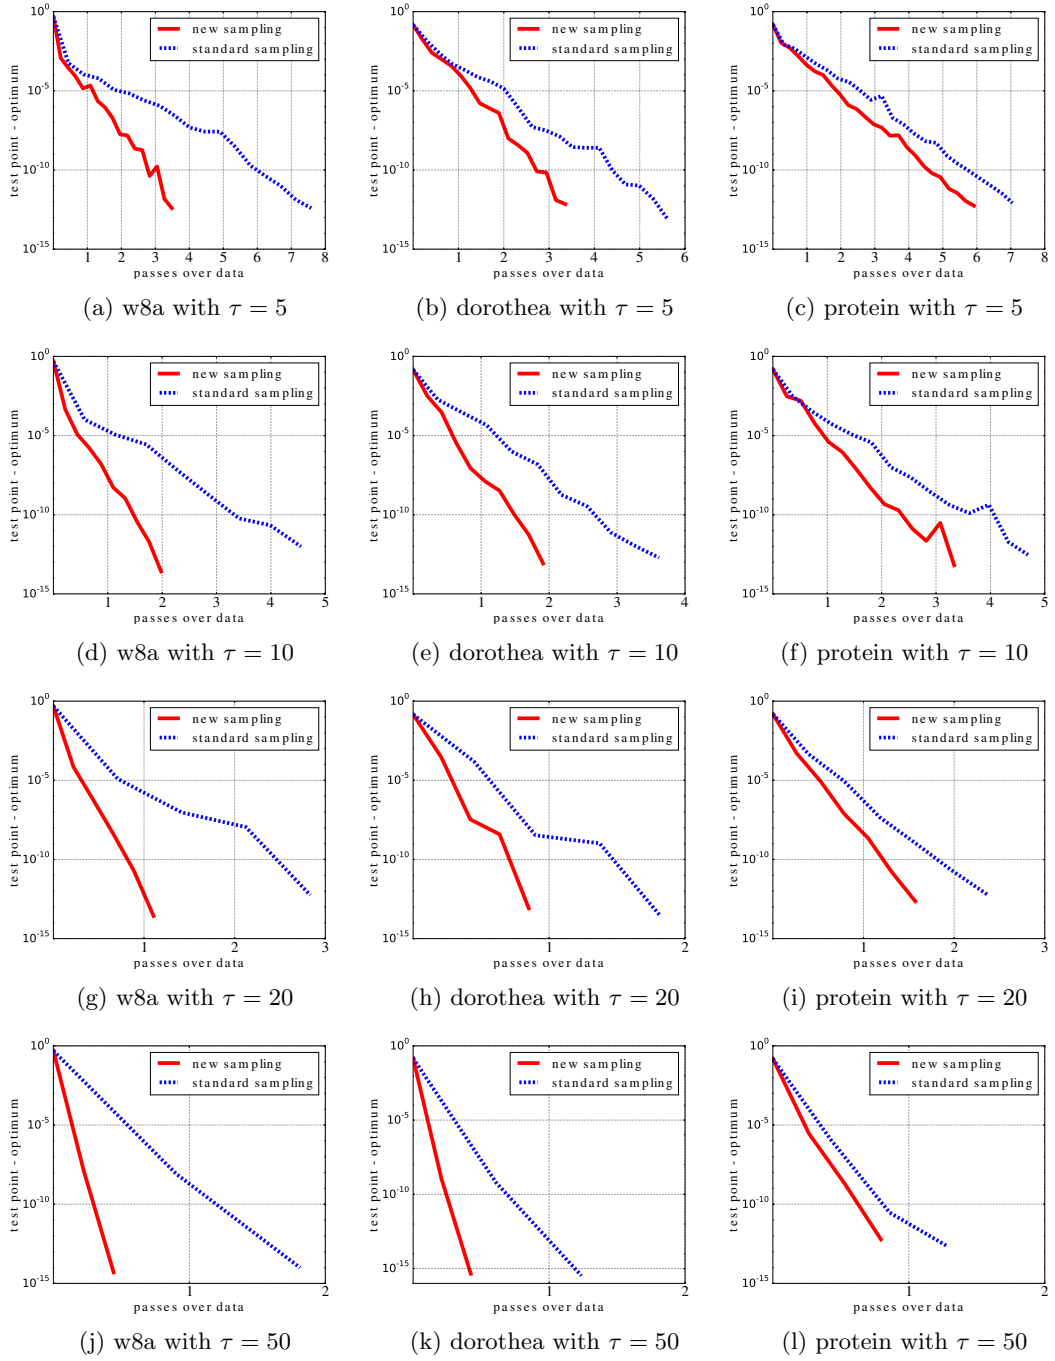 10^0
10^-5
10^-10
10^-15
test point - optimum
new sampling
standard sampling
1 2 3 4 5 6 7 8
passes over data
(a) w8a with τ = 5
10^0
10^-5
10^-10
10^-15
test point - optimum
new sampling
standard sampling
1 2 3 4 5 6
passes over data
(b) dorothea with τ = 5
10^0
10^-5
10^-10
10^-15
test point - optimum
new sampling
standard sampling
1 2 3 4 5 6 7 8
passes over data
(c) protein with τ = 5
10^0
10^-5
10^-10
10^-15
test point - optimum
new sampling
standard sampling
1 2 3 4 5
passes over data
(d) w8a with τ = 10
10^0
10^-5
10^-10
10^-15
test point - optimum
new sampling
standard sampling
1 2 3 4
passes over data
(e) dorothea with τ = 10
10^0
10^-5
10^-10
10^-15
test point - optimum
new sampling
standard sampling
1 2 3 4 5
passes over data
(f) protein with τ = 10
10^0
10^-5
10^-10
10^-15
test point - optimum
new sampling
standard sampling
1 2 3
passes over data
(g) w8a with τ = 20
10^0
10^-5
10^-10
10^-15
test point - optimum
new sampling
standard sampling
1 2
passes over data
(h) dorothea with τ = 20
10^0
10^-5
10^-10
10^-15
test point - optimum
new sampling
standard sampling
1 2 3
passes over data
(i) protein with τ = 20
10^0
10^-5
10^-10
10^-15
test point - optimum
new sampling
standard sampling
1 2
passes over data
(j) w8a with τ = 50
10^0
10^-5
10^-10
10^-15
test point - optimum
new sampling
standard sampling
1 2
passes over data
(k) dorothea with τ = 50
10^0
10^-5
10^-10
10^-15
test point - optimum
new sampling
standard sampling
1 2
passes over data
(l) protein with τ = 50